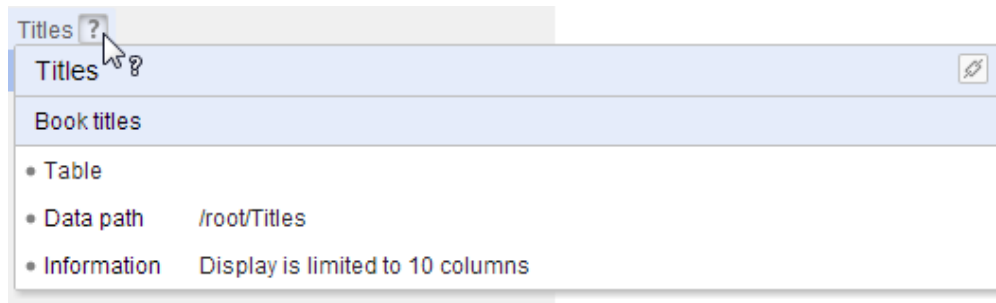 Titles ?
Titles
Book titles
Table
Data path /root/Titles
Information Display is limited to 10 columns